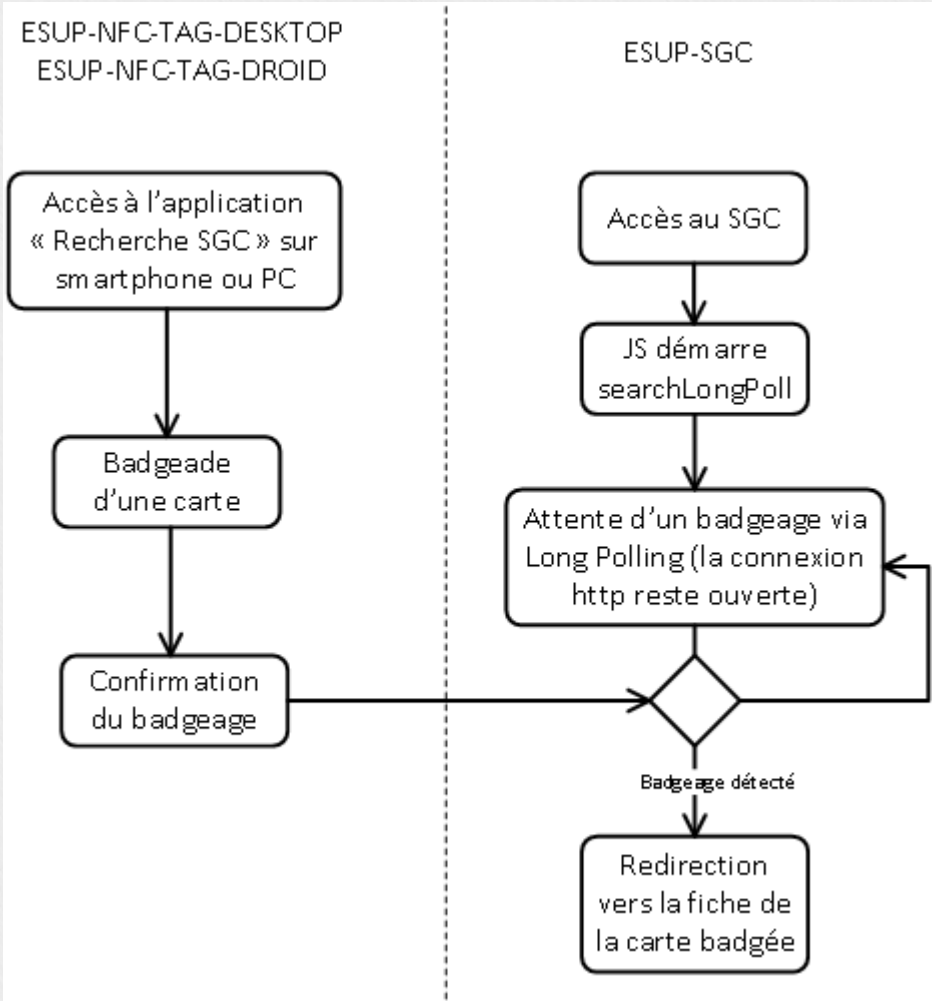 ESUP-NFC-TAG-DESKTOP
ESUP-NFC-TAG-DROID
ESUP-SGC
Accès à l'application
« Recherche SGC » sur
smartphone ou PC
Badgeade
d'une carte
Confirmation
du badgeage
Accès au SGC
JS démarre
searchLongPoll
Attente d'un badgeage via
Long Polling (la connexion
http reste ouverte)
Badgeage détecté
Redirection
vers la fiche de
la carte badgée